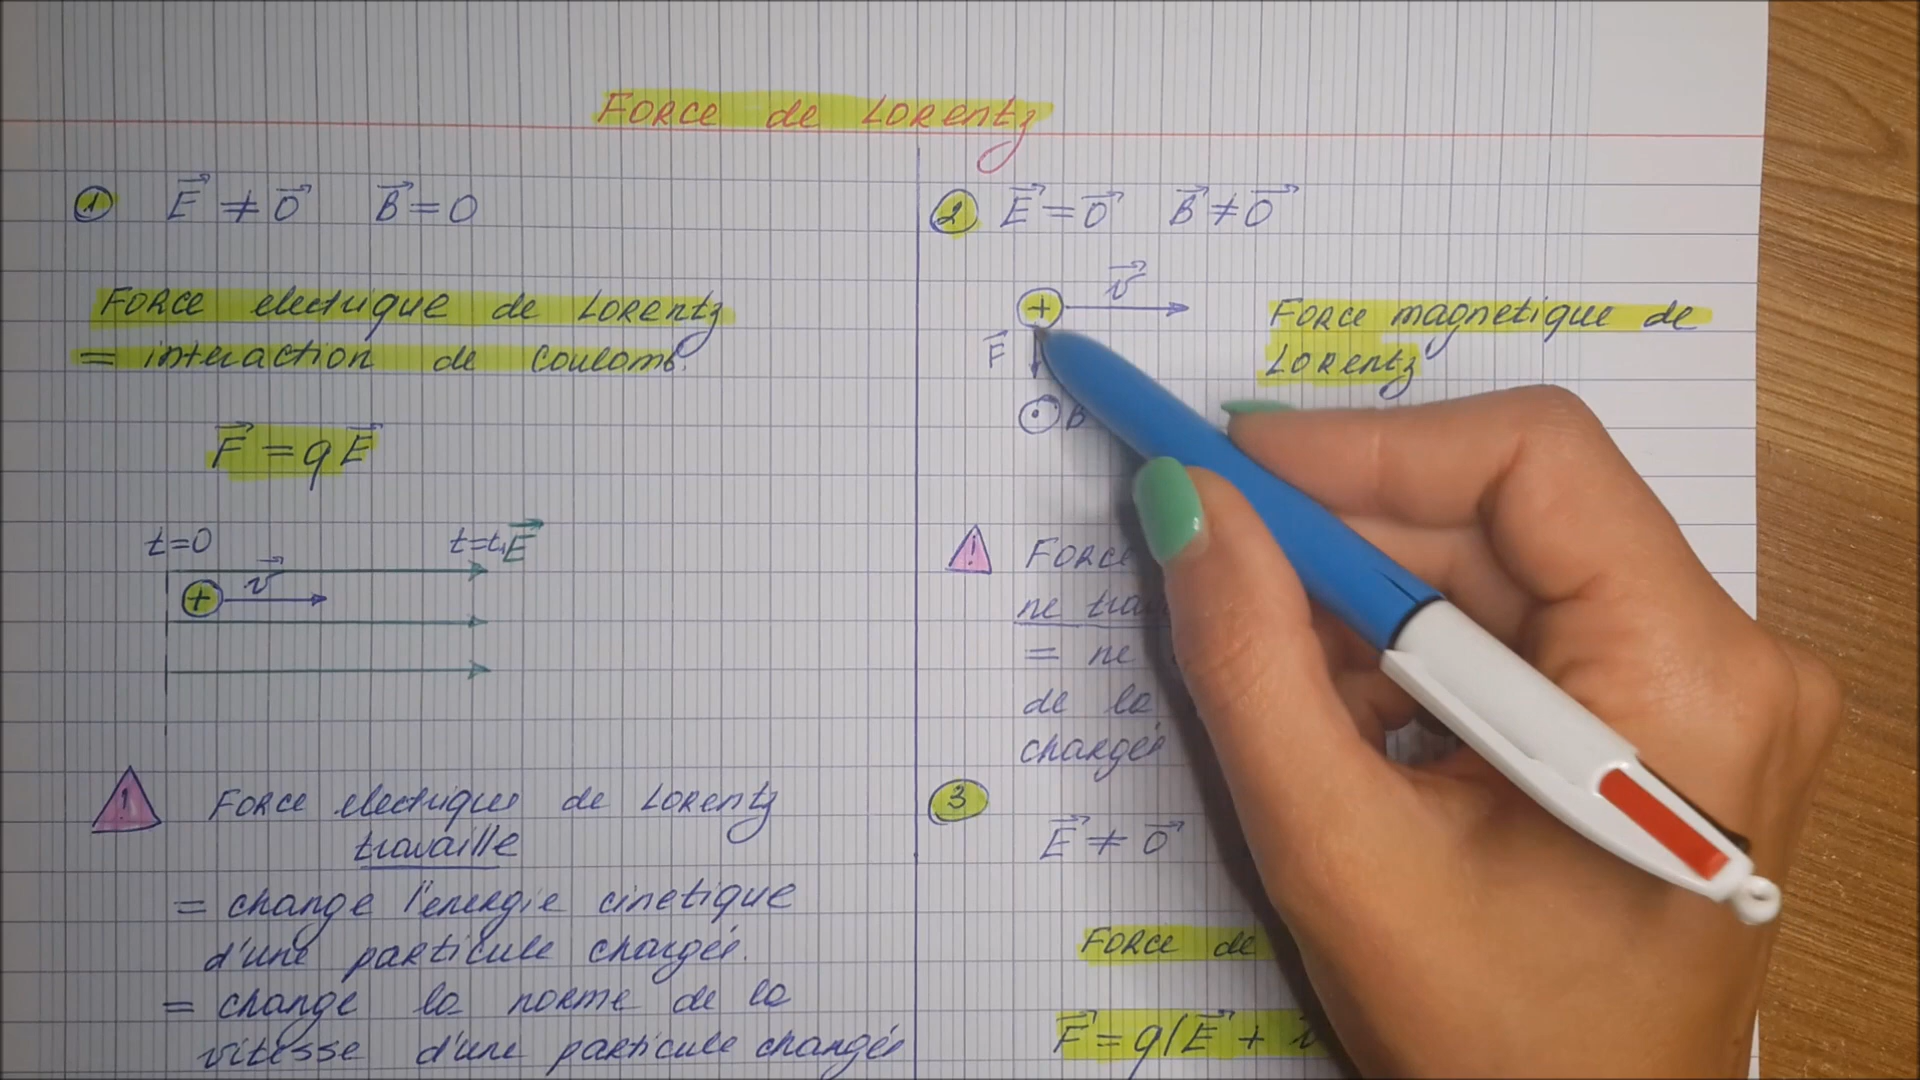 Force de Lorentz
① E⃗ ≠ 0⃗ B⃗ = 0
Force electrique de Lorentz
= interaction de Coulomb.
F⃗ = qE⃗
t=0 t=t₁ E⃗
v⃗
+
! Force electrique de Lorentz
travaille
= change l'energie cinetique
d'une particule chargée.
= change la norme de la
vitesse d'une particule chargée
② E⃗ = 0⃗ B⃗ ≠ 0⃗
v⃗
+
Force magnetique de
Lorentz
F⃗
B
! Force
ne
= ne
de la
chargée
3
E⃗ ≠ 0⃗
Force de
F⃗ = q(E⃗ + v